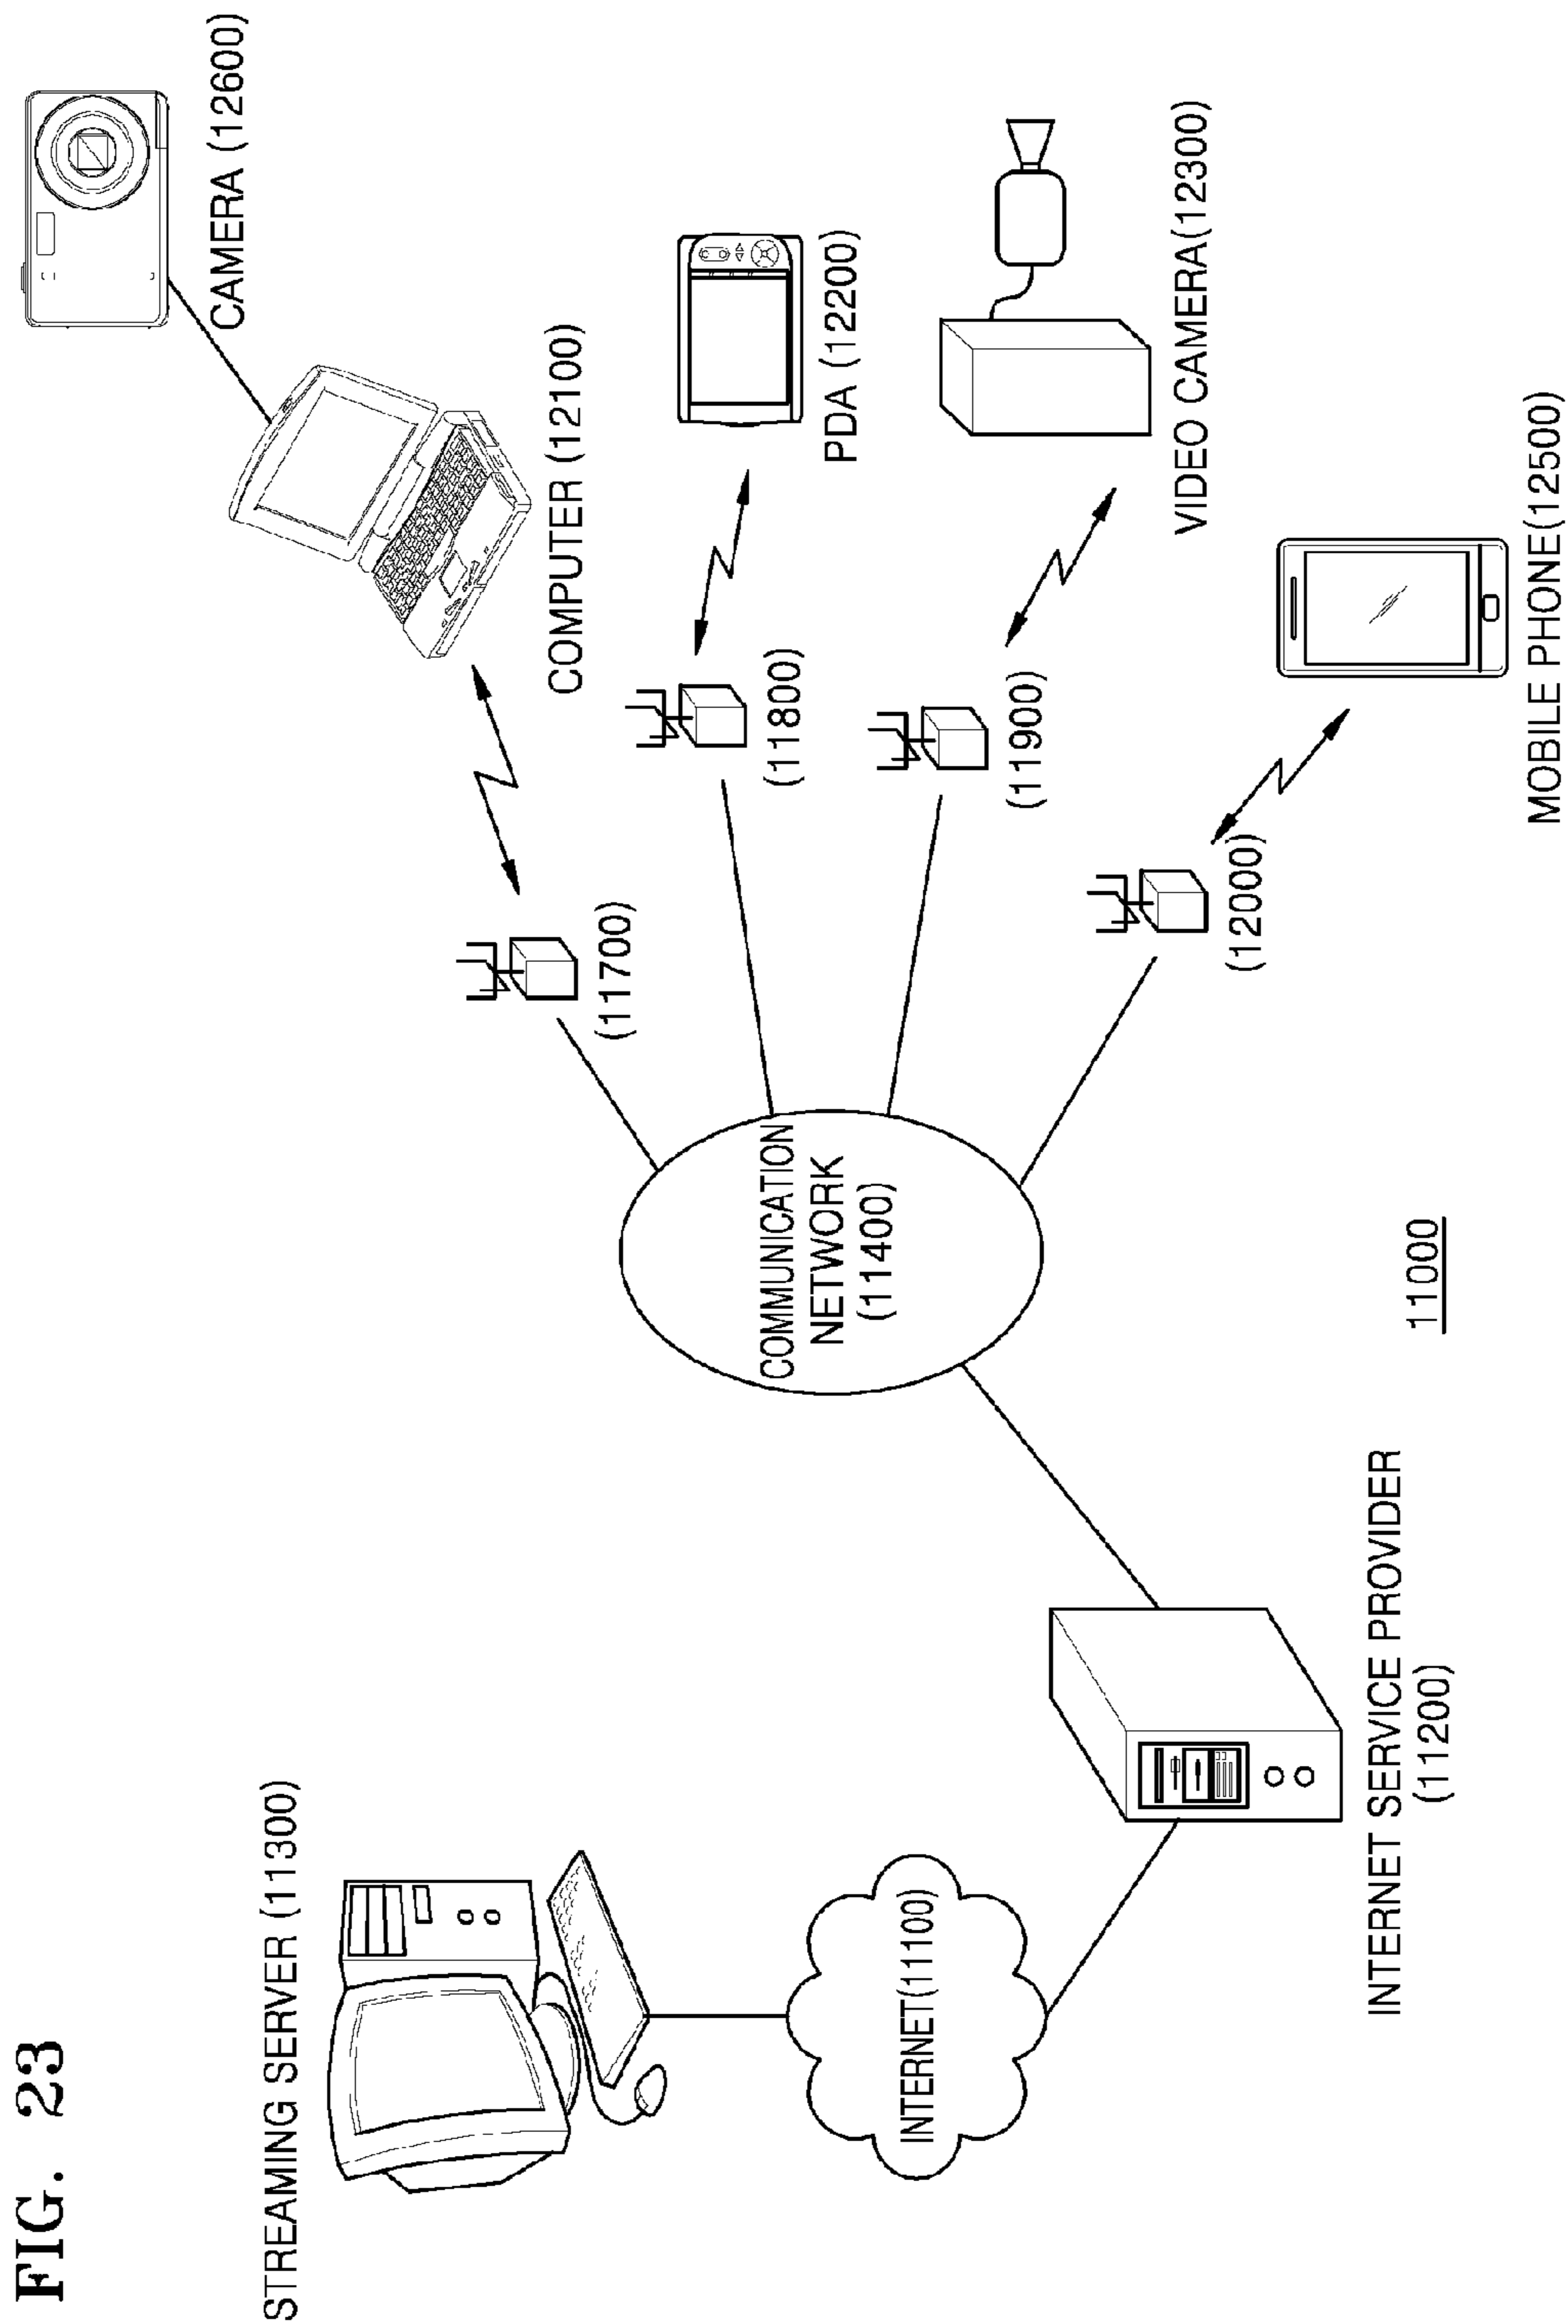 FIG. 23
STREAMING SERVER (11300)
INTERNET(11100)
INTERNET SERVICE PROVIDER
(11200)
COMMUNICATION
NETWORK
(11400)
11000
(11700)
(11800)
(11900)
(12000)
CAMERA (12600)
COMPUTER (12100)
PDA (12200)
VIDEO CAMERA(12300)
MOBILE PHONE(12500)